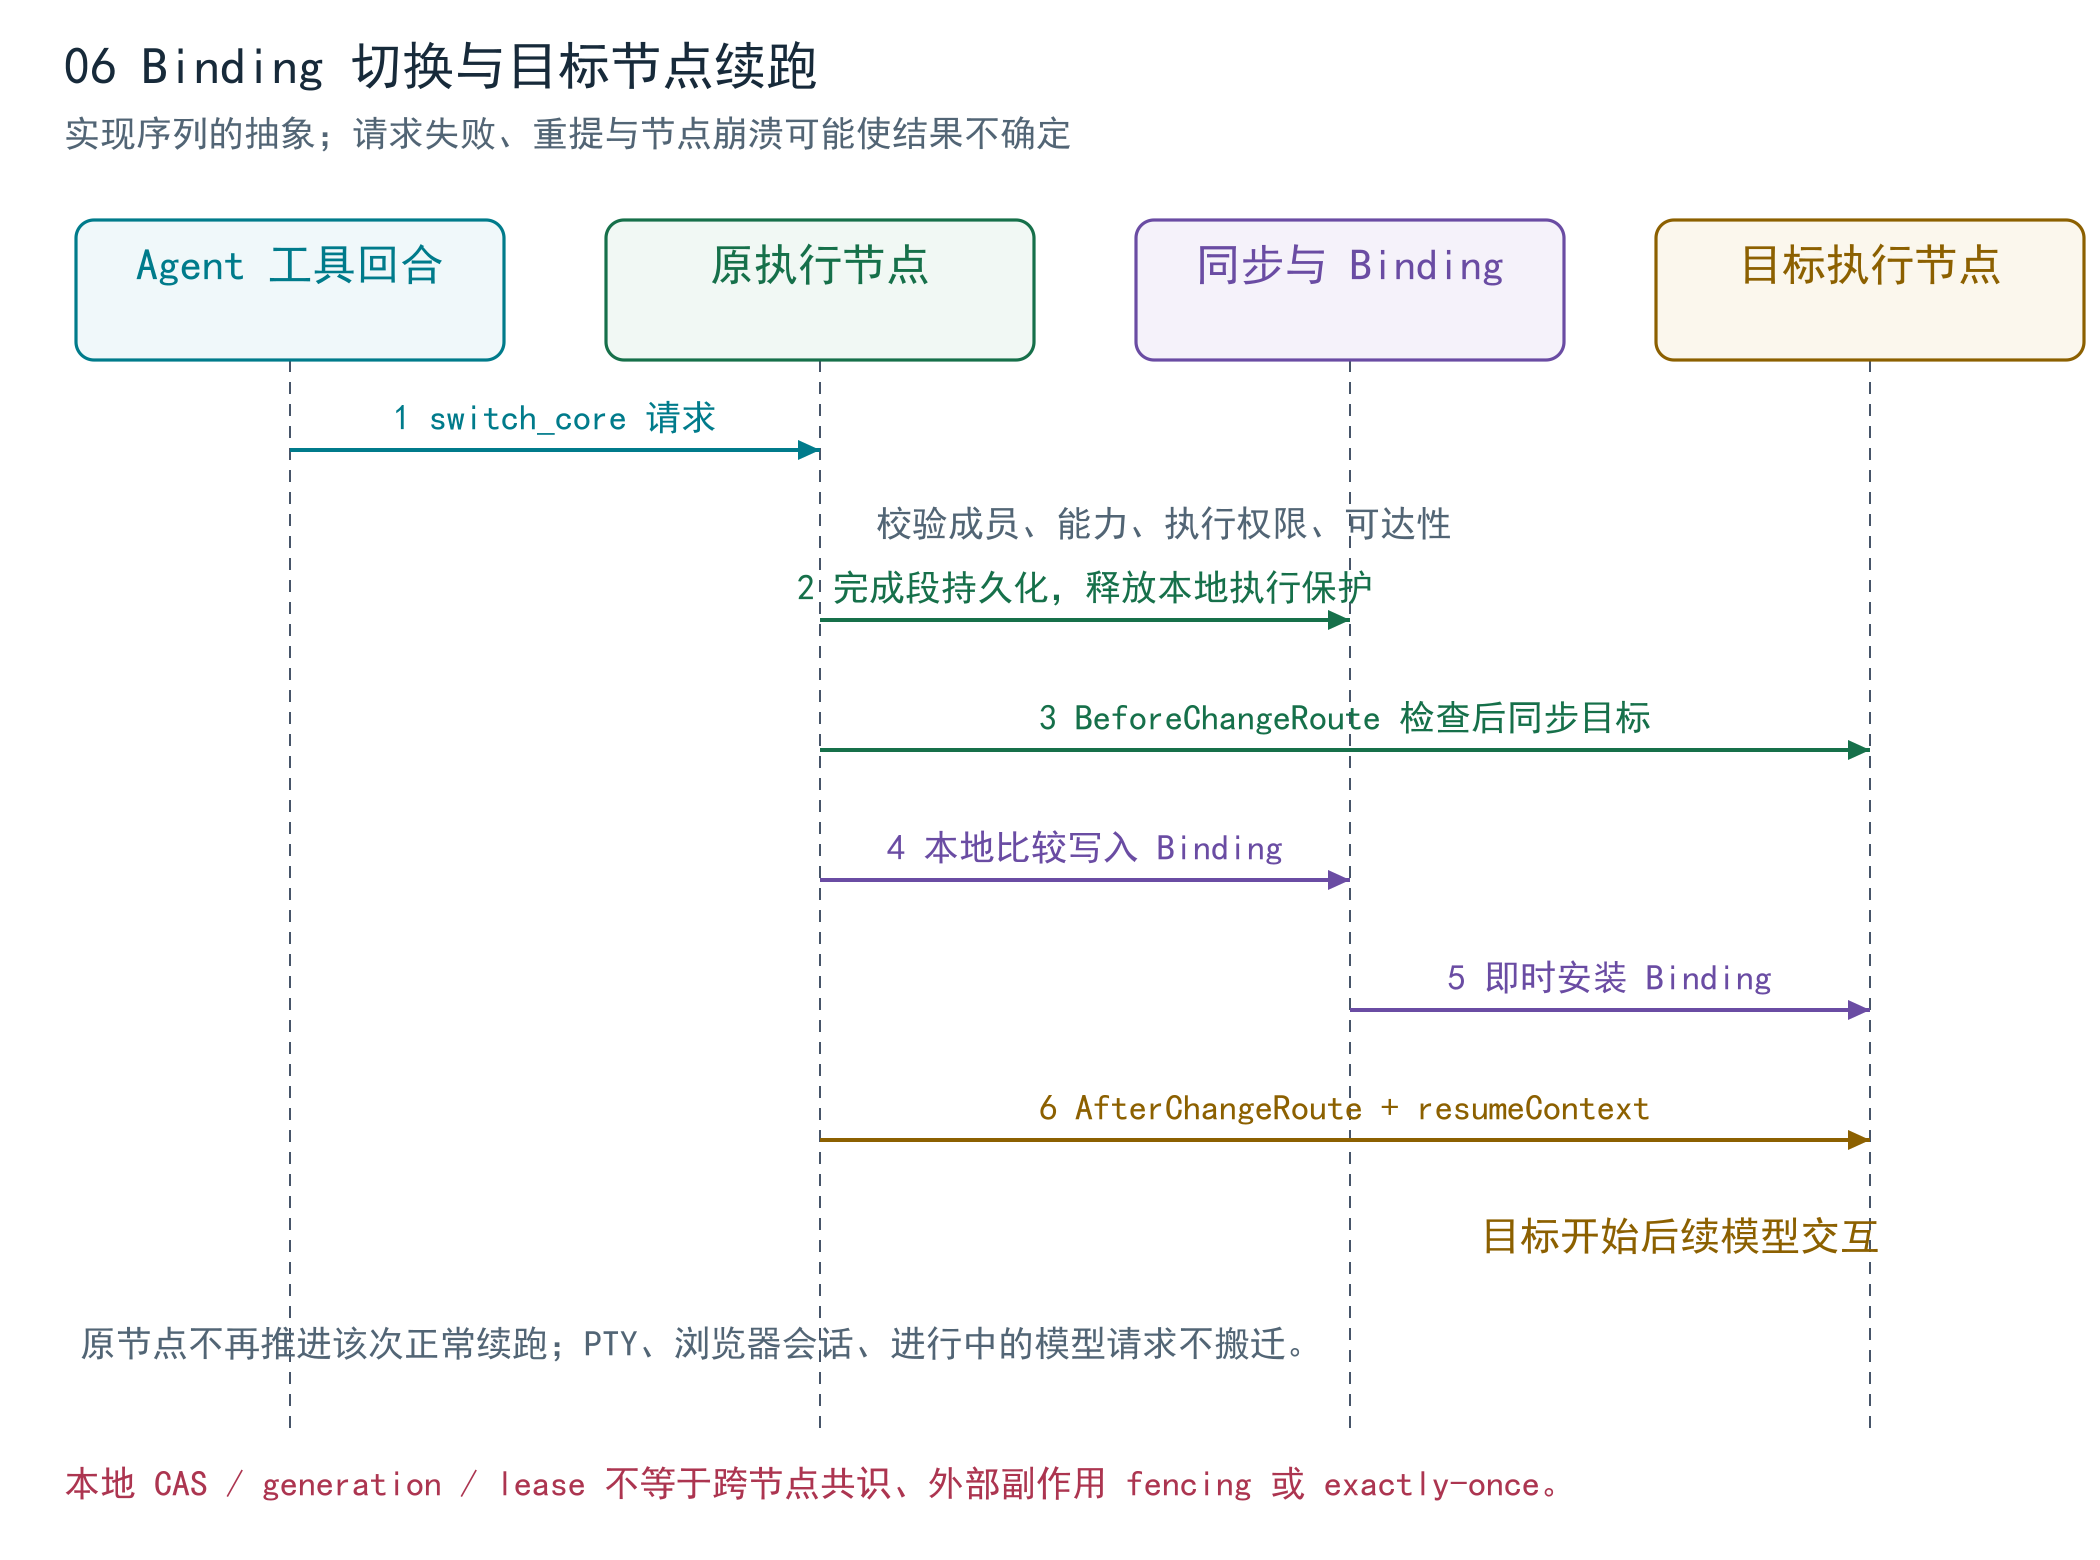 06 Binding 切换与目标节点续跑
实现序列的抽象；请求失败、重提与节点崩溃可能使结果不确定
Agent 工具回合
原执行节点
同步与 Binding
目标执行节点
1 switch_core 请求
校验成员、能力、执行权限、可达性
2 完成段持久化，释放本地执行保护
3 BeforeChangeRoute 检查后同步目标
4 本地比较写入 Binding
5 即时安装 Binding
6 AfterChangeRoute + resumeContext
目标开始后续模型交互
原节点不再推进该次正常续跑；PTY、浏览器会话、进行中的模型请求不搬迁。
本地 CAS / generation / lease 不等于跨节点共识、外部副作用 fencing 或 exactly-once。